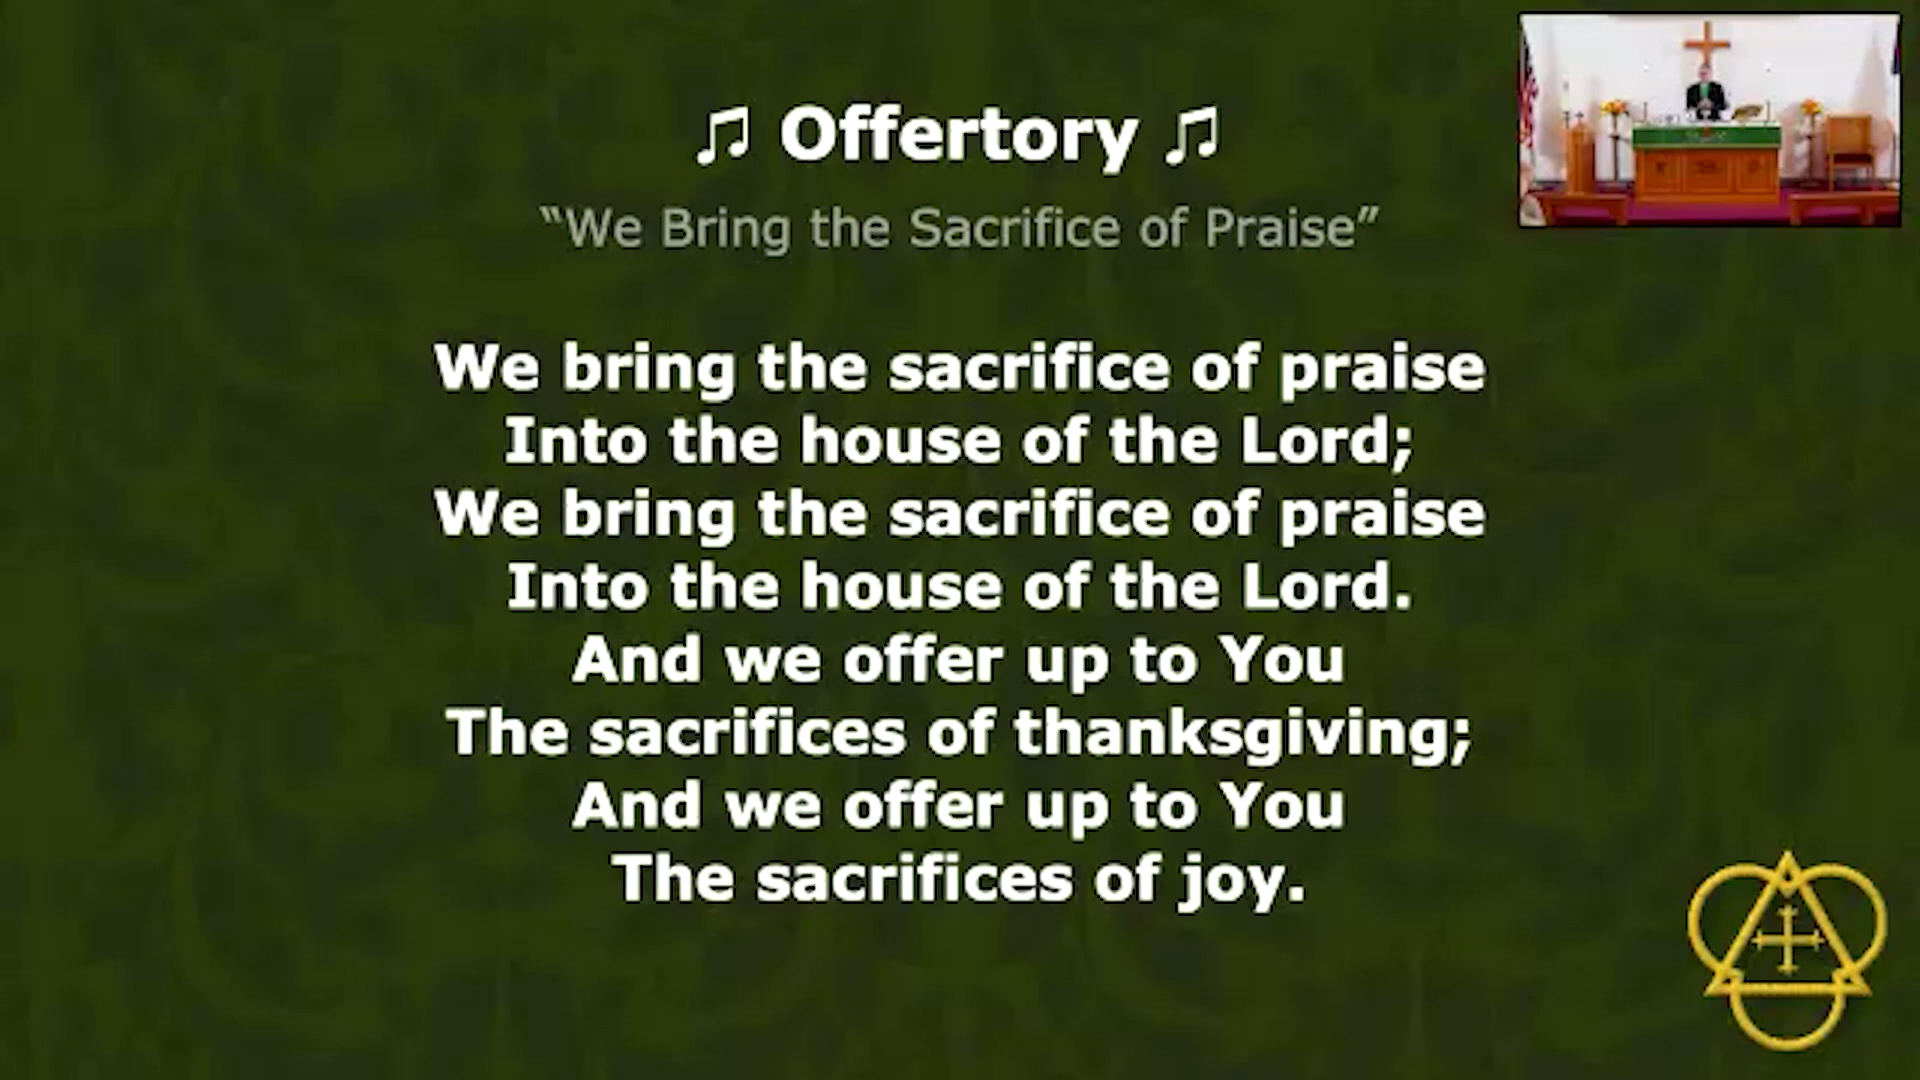 ♫ Offertory ♫
“We Bring the Sacrifice of Praise”
We bring the sacrifice of praise
Into the house of the Lord;
We bring the sacrifice of praise
Into the house of the Lord.
And we offer up to You
The sacrifices of thanksgiving;
And we offer up to You
The sacrifices of joy.